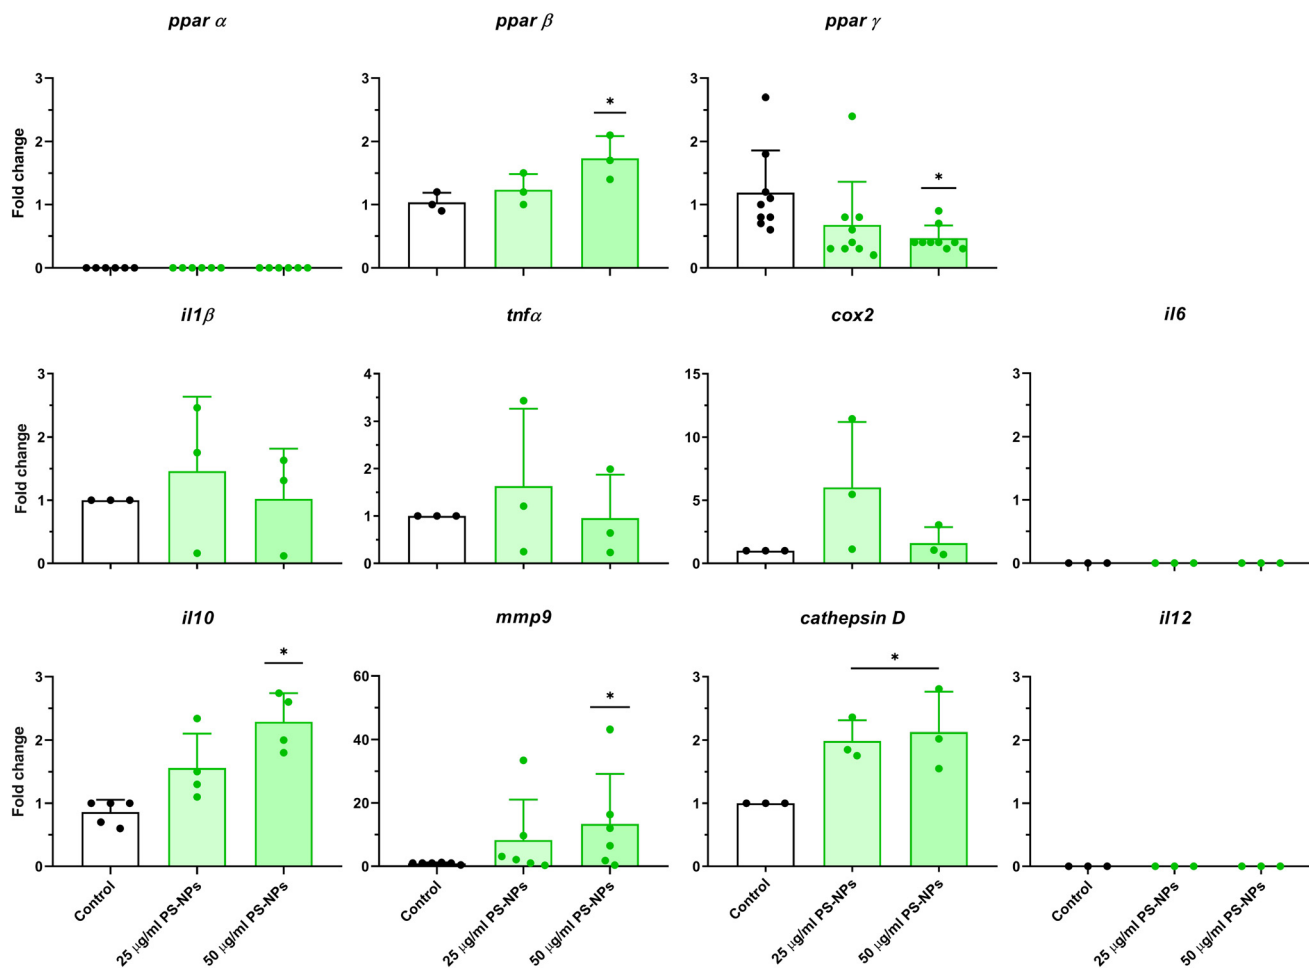 ppar α
ppar β
ppar γ
Fold change
3
2
1
0
3
2
1
0
*
3
2
1
0
*
il1β
tnfα
cox2
il6
Fold change
3
2
1
0
4
3
2
1
0
15
10
5
0
3
2
1
0
il10
mmp9
cathepsin D
il12
Fold change
3
2
1
0
*
60
40
20
0
*
3
2
1
0
*
3
2
1
0
Control
25 μg/ml PS-NPs
50 μg/ml PS-NPs
Control
25 μg/ml PS-NPs
50 μg/ml PS-NPs
Control
25 μg/ml PS-NPs
50 μg/ml PS-NPs
Control
25 μg/ml PS-NPs
50 μg/ml PS-NPs